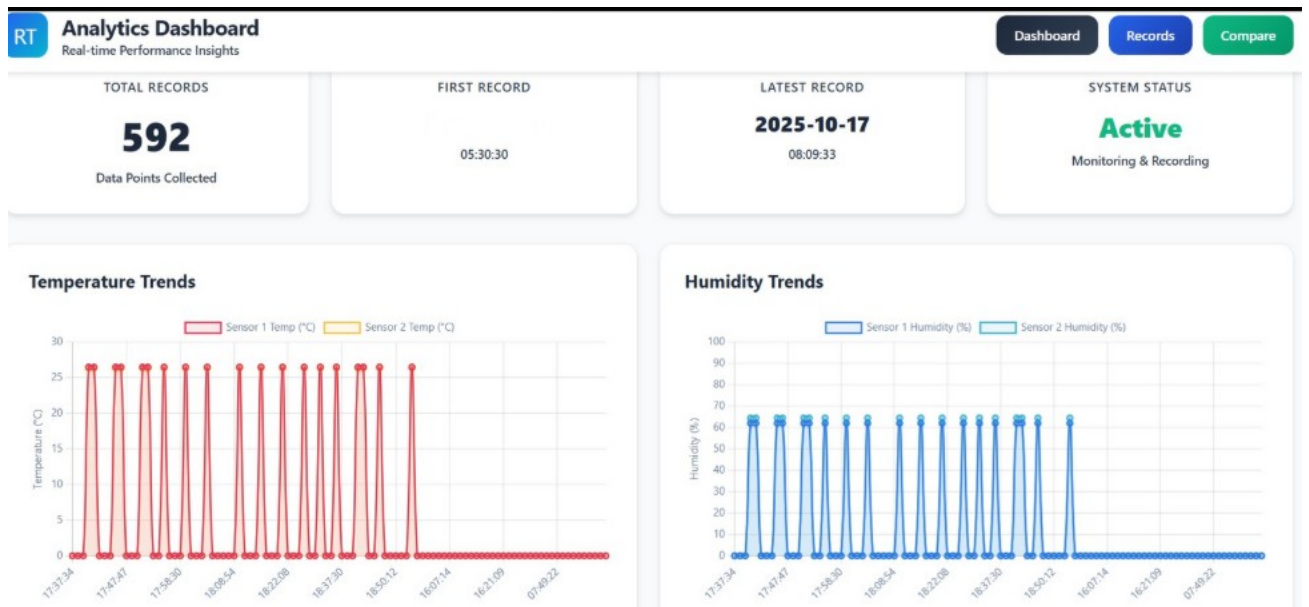 RT
Analytics Dashboard
Real-time Performance Insights
Dashboard
Records
Compare
TOTAL RECORDS
592
Data Points Collected
FIRST RECORD
05:30:30
LATEST RECORD
2025-10-17
08:09:33
SYSTEM STATUS
Active
Monitoring & Recording
Temperature Trends
Sensor 1 Temp (°C) Sensor 2 Temp (°C)
30
25
20
15
10
5
0
Temperature (°C)
17:37:34 17:47:47 17:58:30 18:08:54 18:22:08 18:37:30 18:50:12 16:07:14 16:21:09 07:49:22
Humidity Trends
Sensor 1 Humidity (%) Sensor 2 Humidity (%)
100
90
80
70
60
50
40
30
20
10
0
Humidity (%)
17:37:34 17:47:47 17:58:30 18:08:54 18:22:08 18:37:30 18:50:12 16:07:14 16:21:09 07:49:22